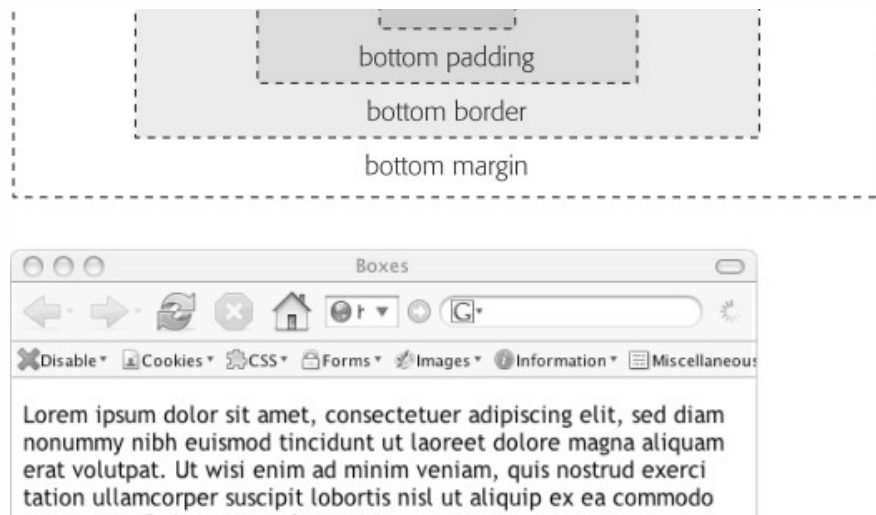 bottom padding
bottom border
bottom margin
Boxes
G
Disable Cookies CSS Forms Images Information Miscellaneous
Lorem ipsum dolor sit amet, consectetuer adipiscing elit, sed diam
nonummy nibh euismod tincidunt ut laoreet dolore magna aliquam
erat volutpat. Ut wisi enim ad minim veniam, quis nostrud exerci
tation ullamcorper suscipit lobortis nisl ut aliquip ex ea commodo